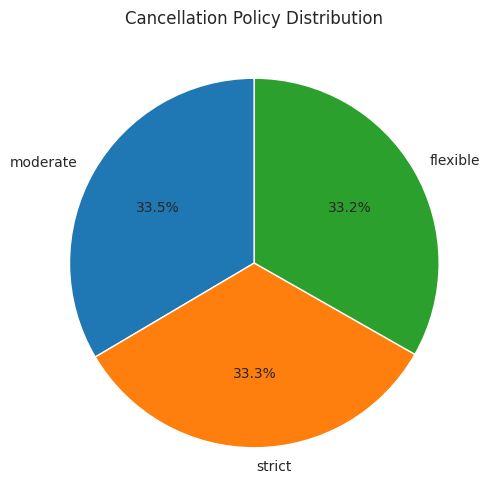 Cancellation Policy Distribution
moderate
flexible
33.5%
33.2%
33.3%
strict